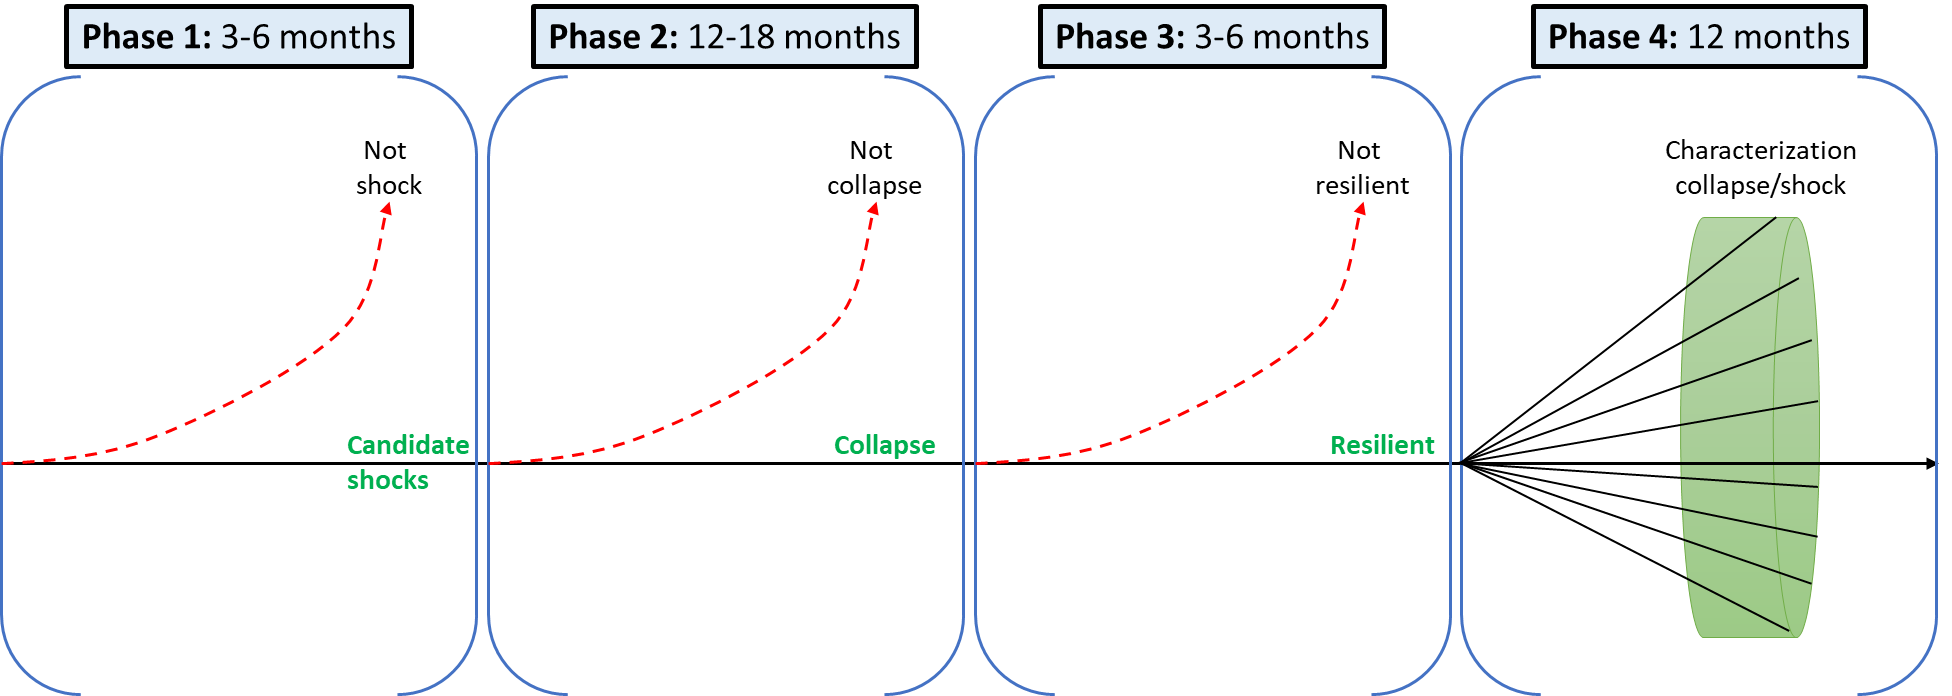 Phase 1: 3-6 months
Phase 2: 12-18 months
Phase 3: 3-6 months
Phase 4: 12 months
Not
shock
Candidate
shocks
Not
collapse
Collapse
Not
resilient
Resilient
Characterization
collapse/shock